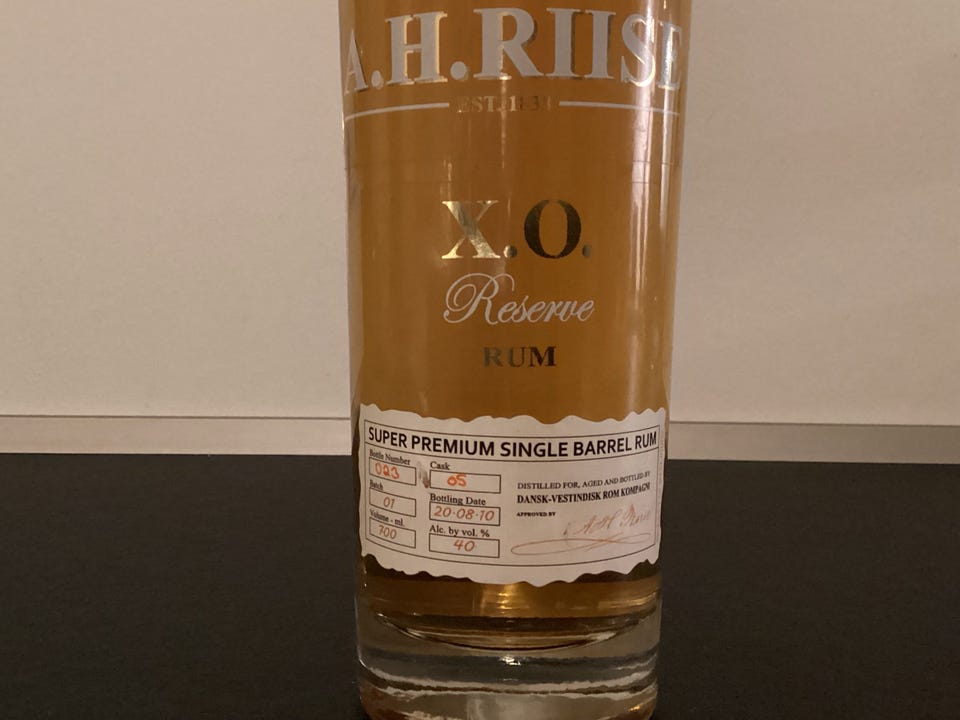 A.H.RIISE
EST. 1838
X.O.
Reserve
RUM
SUPER PREMIUM SINGLE BARREL RUM
Bottle Number
023
Cask
05
Batch
01
Bottling Date
20-08-10
Volume - ml.
700
Alc. by vol. %
40
DISTILLED FOR, AGED AND BOTTLED BY
DANSK-VESTINDISK ROM KOMPAGNI
APPROVED BY